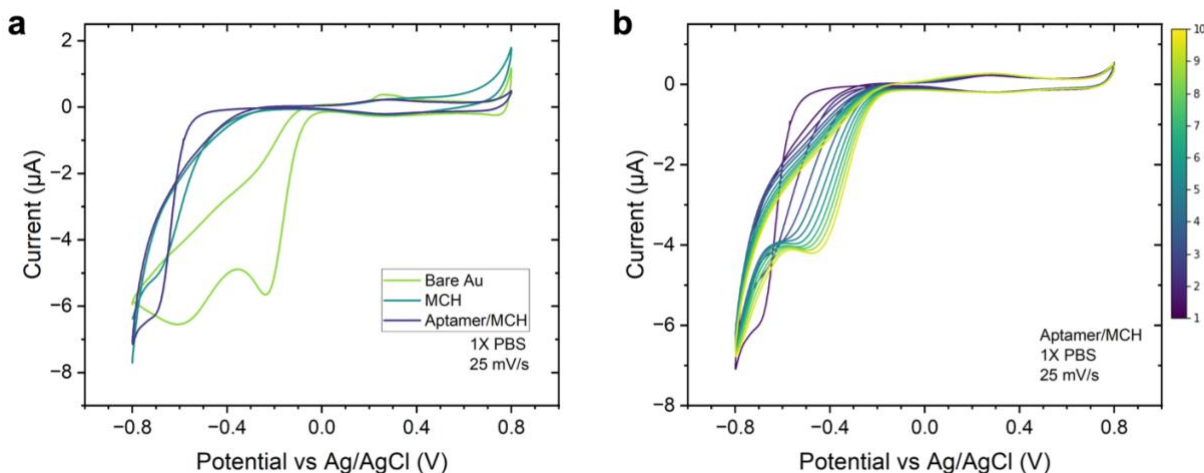 a
2
0
−2
−4
−6
−8
Current (µA)
Bare Au
MCH
Aptamer/MCH
1X PBS
25 mV/s
−0.8
−0.4
0.0
0.4
0.8
Potential vs Ag/AgCl (V)
b
0
−2
−4
−6
−8
Current (µA)
Aptamer/MCH
1X PBS
25 mV/s
−0.8
−0.4
0.0
0.4
0.8
Potential vs Ag/AgCl (V)
10
9
8
7
6
5
4
3
2
1